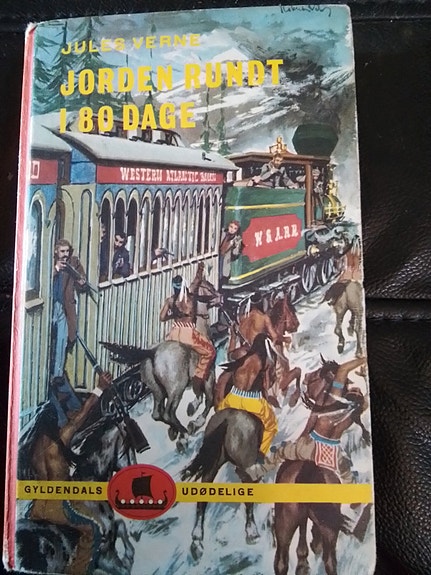 JULES VERNE
JORDEN RUNDT
I 80 DAGE
WESTERN ATLANTIC
W & A.R.R
GYLDENDALS
UDØDELIGE